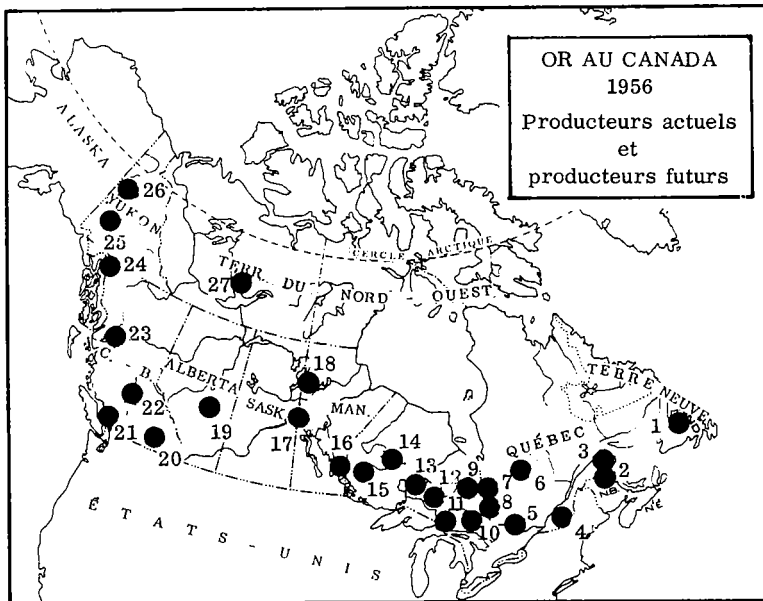 OR AU CANADA
1956
Producteurs actuels
et
producteurs futurs
ALASKA
YUKON
CERCLE ARCTIQUE
TERR. DU NORD-OUEST
C. B.
ALBERTA
SASK.
MAN.
QUÉBEC
TERRE NEUVE
N.B.
N.É.
ÉTATS-UNIS
26
25
24
27
23
18
22
21
20
19
17
16
15
14
13
12
11
9
7
8
10
6
5
4
3
2
1